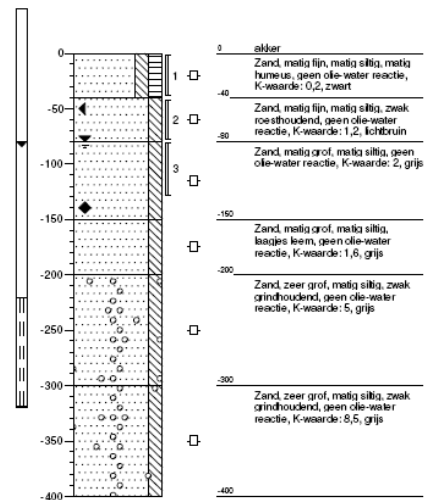 0
-50
-100
-150
-200
-250
-300
-350
-400
1
2
3
0 akker
Zand, matig fijn, matig siltig, matig
humeus, geen olie-water reactie,
K-waarde: 0,2, zwart
-40
Zand, matig fijn, matig siltig, zwak
roesthoudend, geen olie-water
reactie, K-waarde: 1,2, lichtbruin
-80
Zand, matig grof, matig siltig, geen
olie-water reactie, K-waarde: 2, grijs
-150
Zand, matig grof, matig siltig,
laagjes leem, geen olie-water
reactie, K-waarde: 1,6, grijs
-200
Zand, zeer grof, matig siltig, zwak
grindhoudend, geen olie-water
reactie, K-waarde: 5, grijs
-300
Zand, zeer grof, matig siltig, zwak
grindhoudend, geen olie-water
reactie, K-waarde: 8,5, grijs
-400